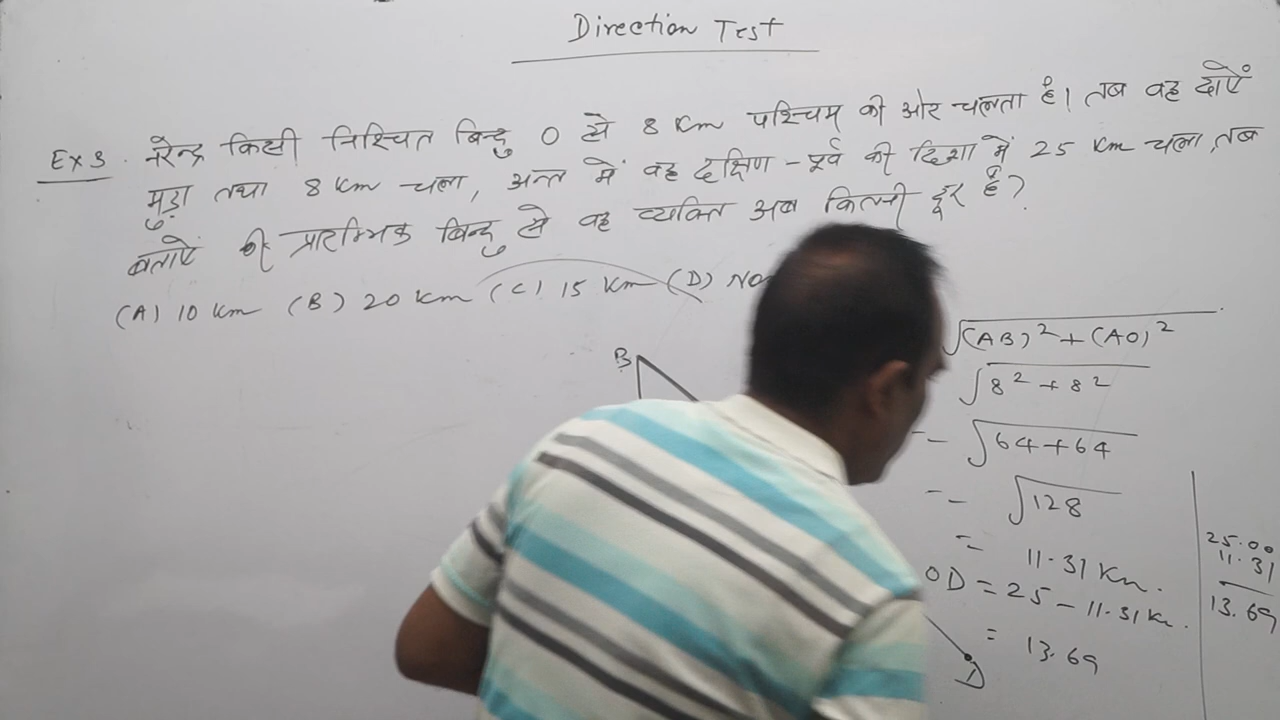 Direction Test
Ex 3. नरेन्द्र किसी निश्चित बिन्दु O से 8 Km पश्चिम की ओर चलता है। तब वह दाएें
मुड़ा तथा 8 Km चला, अन्त में वह दक्षिण-पूर्व की दिशा में 25 Km चला, तब
बताएें की प्रारम्भिक बिन्दु से वह व्यक्ति अब कितनी दूर है?
(A) 10 Km (B) 20 Km (C) 15 Km (D)
B
√(AB)² + (AO)²
√8² + 8²
= √64+64
= √128
= 11.31 Km.
OD = 25 - 11.31 Km.
= 13.69
D
25.00
11.31
13.69